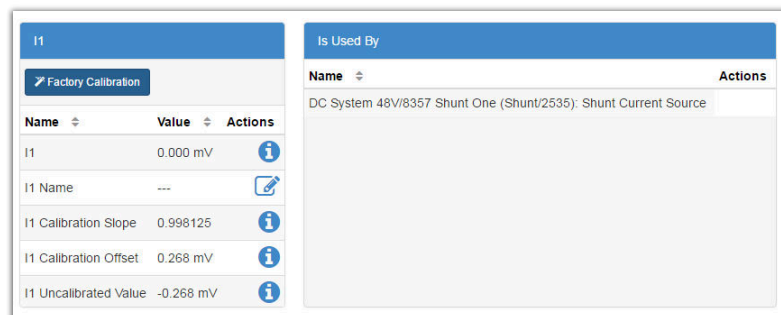 I1
Factory Calibration
Name Value Actions
I1 0.000 mV
I1 Name ---
I1 Calibration Slope 0.998125
I1 Calibration Offset 0.268 mV
I1 Uncalibrated Value -0.268 mV
Is Used By
Name Actions
DC System 48V/8357 Shunt One (Shunt/2535): Shunt Current Source